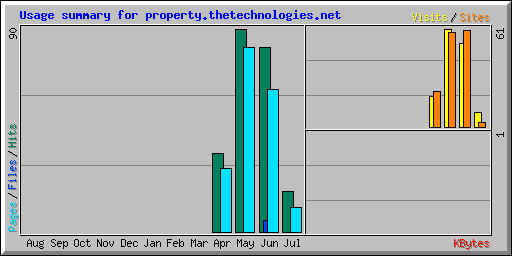 Usage summary for property.thetechnologies.net
Visits/Sites
90
61
Pages/Files/Hits
1
Aug Sep Oct Nov Dec Jan Feb Mar Apr May Jun Jul
KBytes